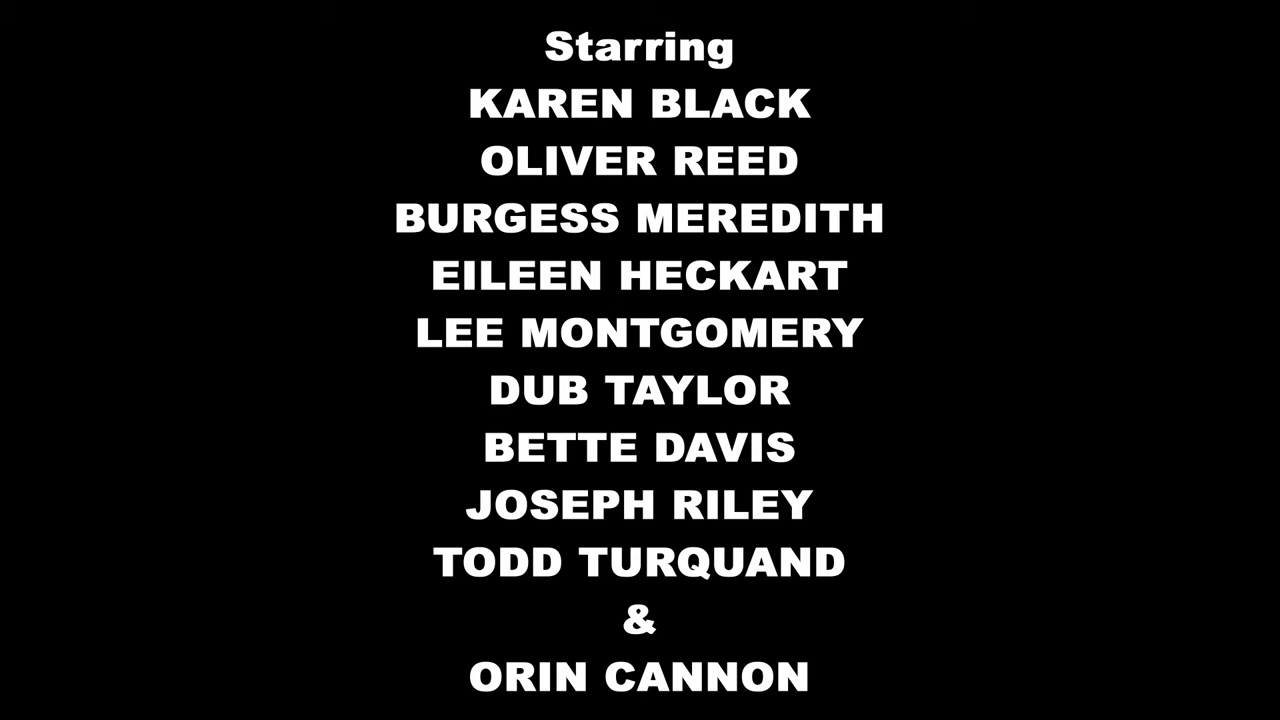 Starring
KAREN BLACK
OLIVER REED
BURGESS MEREDITH
EILEEN HECKART
LEE MONTGOMERY
DUB TAYLOR
BETTE DAVIS
JOSEPH RILEY
TODD TURQUAND
&
ORIN CANNON